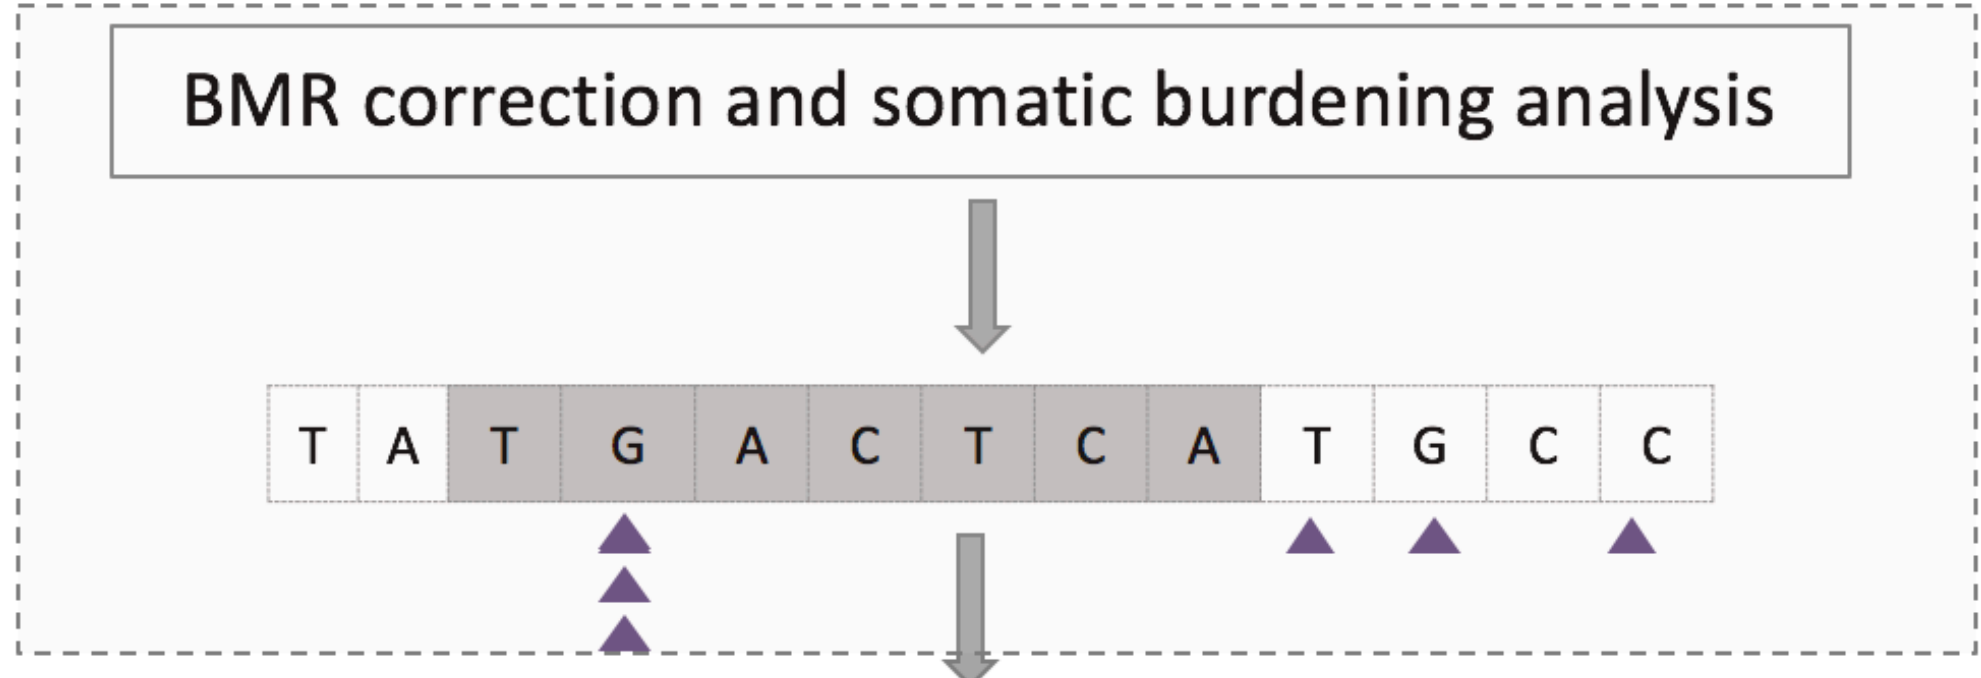 BMR correction and somatic burdening analysis
T A T G A C T C A T G C C